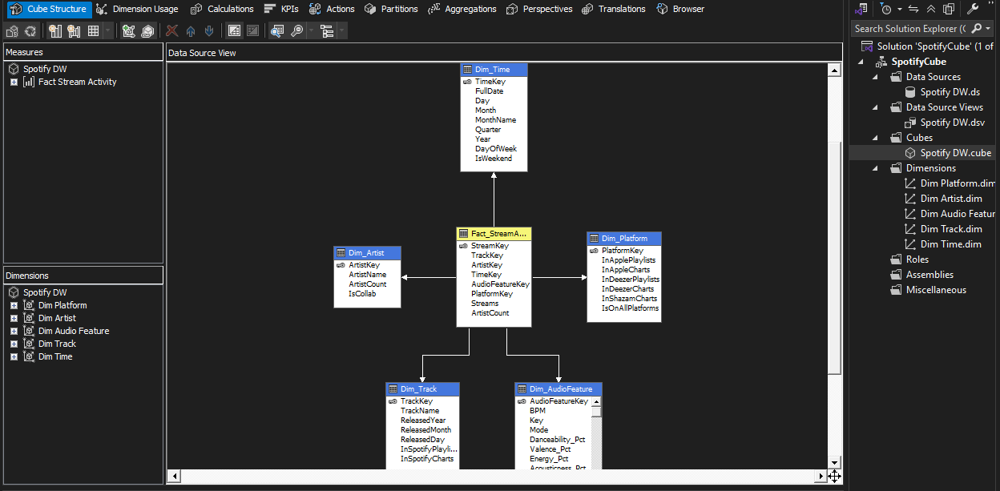 Cube Structure Dimension Usage Calculations KPIs Actions Partitions Aggregations Perspectives Translations Browser
Measures
Spotify DW
Fact Stream Activity
Dimensions
Spotify DW
Dim Platform
Dim Artist
Dim Audio Feature
Dim Track
Dim Time
Data Source View
Dim_Time
TimeKey
FullDate
Day
Month
MonthName
Quarter
Year
DayOfWeek
IsWeekend
Dim_Artist
ArtistKey
ArtistName
ArtistCount
IsCollab
Fact_StreamA...
StreamKey
TrackKey
ArtistKey
TimeKey
AudioFeatureKey
PlatformKey
Streams
ArtistCount
Dim_Platform
PlatformKey
InApplePlaylists
InAppleCharts
InDeezerPlaylists
InDeezerCharts
InShazamCharts
IsOnAllPlatforms
Dim_Track
TrackKey
TrackName
ReleasedYear
ReleasedMonth
ReleasedDay
InSpotifyPlayli...
InSpotifyCharts
Dim_AudioFeature
AudioFeatureKey
BPM
Key
Mode
Danceability_Pct
Valence_Pct
Energy_Pct
Acousticness_Pct
Search Solution Explorer (
Solution 'SpotifyCube' (1 of
SpotifyCube
Data Sources
Spotify DW.ds
Data Source Views
Spotify DW.dsv
Cubes
Spotify DW.cube
Dimensions
Dim Platform.dim
Dim Artist.dim
Dim Audio Featur
Dim Track.dim
Dim Time.dim
Roles
Assemblies
Miscellaneous